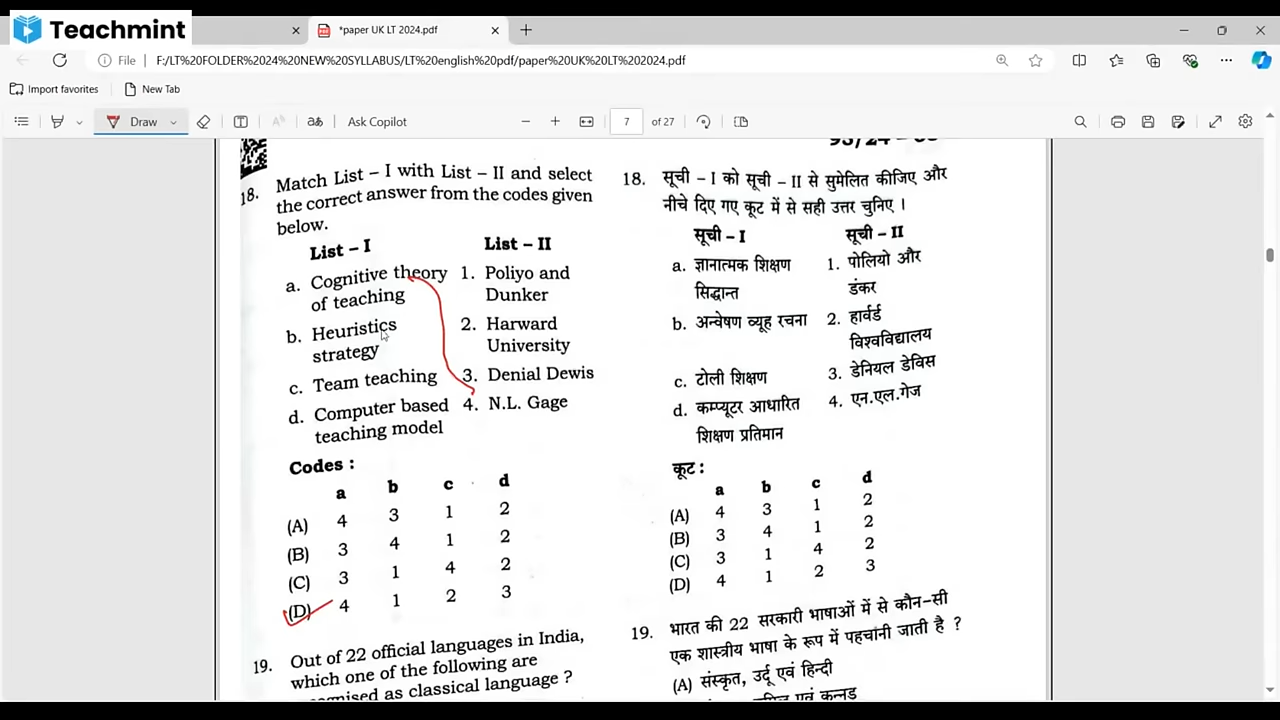 Teachmint
*paper UK LT 2024.pdf
File
F:/LT%20FOLDER%2024%20NEW%20SYLLABUS/LT%20english%20pdf/paper%20UK%20LT%202024.pdf
Import favorites
New Tab
Draw
Ask Copilot
7
of 27
18. Match List – I with List – II and select
the correct answer from the codes given
below.
List – I
List – II
a. Cognitive theory
of teaching
1. Poliyo and
Dunker
b. Heuristics
strategy
2. Harward
University
c. Team teaching
3. Denial Dewis
d. Computer based
teaching model
4. N.L. Gage
Codes :
a b c d
(A) 4 3 1 2
(B) 3 4 1 2
(C) 3 1 4 2
(D) 4 1 2 3
19. Out of 22 official languages in India,
which one of the following are
classical language ?
18. सूची – I को सूची – II से सुमेलित कीजिए और
नीचे दिए गए कूट में से सही उत्तर चुनिए ।
सूची – I
सूची – II
a. ज्ञानात्मक शिक्षण
सिद्धान्त
1. पोलियो और
डंकर
b. अन्वेषण व्यूह रचना
2. हार्वर्ड
विश्वविद्यालय
c. टोली शिक्षण
3. डेनियल डेविस
d. कम्प्यूटर आधारित
शिक्षण प्रतिमान
4. एन.एल.गेज
कूट :
a b c d
(A) 4 3 1 2
(B) 3 4 1 2
(C) 3 1 4 2
(D) 4 1 2 3
19. भारत की 22 सरकारी भाषाओं में से कौन-सी
एक शास्त्रीय भाषा के रूप में पहचानी जाती है ?
(A) संस्कृत, उर्दू एवं हिन्दी
एवं कन्नड़